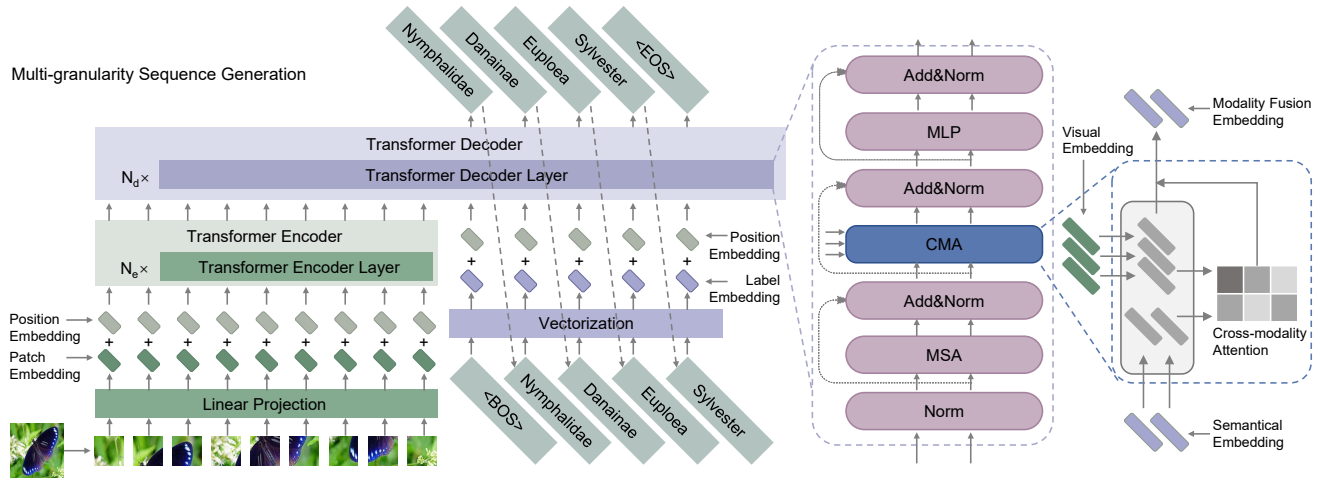 Multi-granularity Sequence Generation
Nymphalidae
Danainae
Euploea
Sylvester
<EOS>
Transformer Decoder
Nd×
Transformer Decoder Layer
Transformer Encoder
Ne×
Transformer Encoder Layer
Position
Embedding
Patch
Embedding
Linear Projection
+ + + + + + + + +
+ + + + +
Position
Embedding
Label
Embedding
Vectorization
<BOS>
Nymphalidae
Danainae
Euploea
Sylvester
Add&Norm
MLP
Add&Norm
CMA
Add&Norm
MSA
Norm
Modality Fusion
Embedding
Visual
Embedding
Cross-modality
Attention
Semantical
Embedding